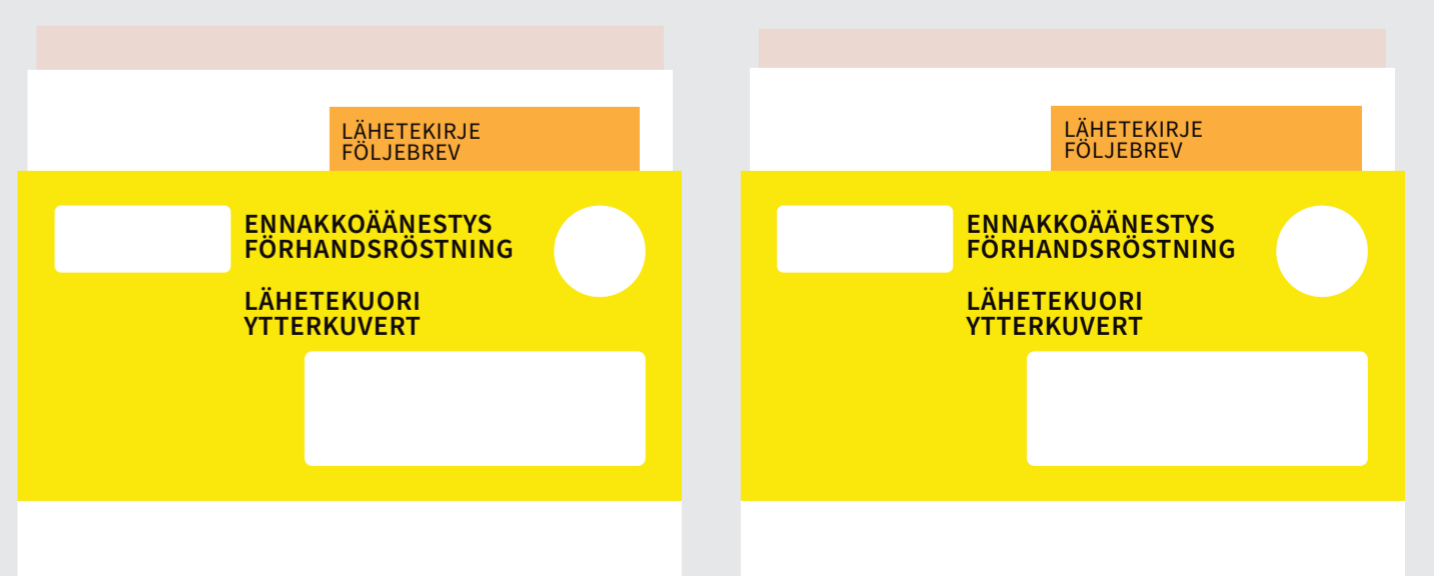 LÄHETEKIRJE
FÖLJEBREV
ENNAKKOÄÄNESTYS
FÖRHANDSRÖSTNING
LÄHETEKUORI
YTTERKUVERT
LÄHETEKIRJE
FÖLJEBREV
ENNAKKOÄÄNESTYS
FÖRHANDSRÖSTNING
LÄHETEKUORI
YTTERKUVERT